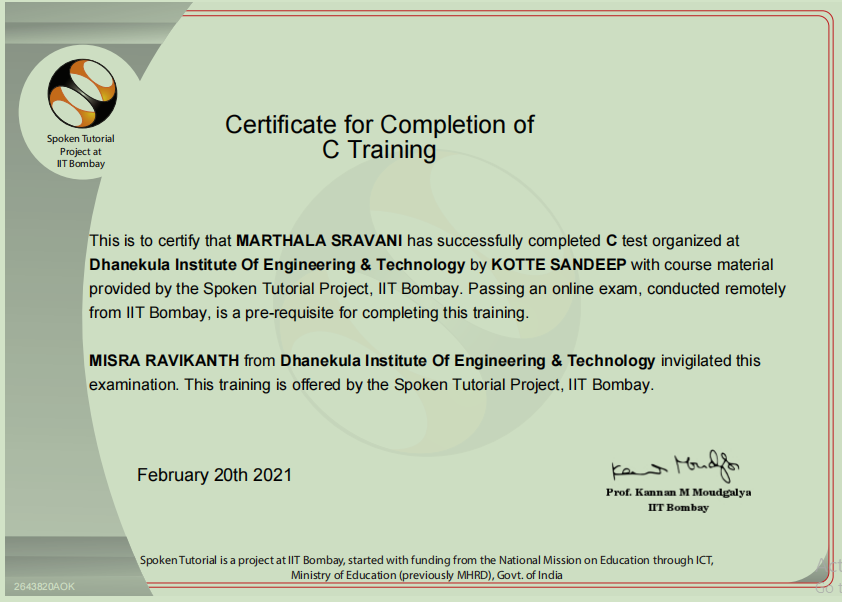 Spoken Tutorial
Project at
IIT Bombay
Certificate for Completion of
C Training
This is to certify that MARTHALA SRAVANI has successfully completed C test organized at
Dhanekula Institute Of Engineering & Technology by KOTTE SANDEEP with course material
provided by the Spoken Tutorial Project, IIT Bombay. Passing an online exam, conducted remotely
from IIT Bombay, is a pre-requisite for completing this training.
MISRA RAVIKANTH from Dhanekula Institute Of Engineering & Technology invigilated this
examination. This training is offered by the Spoken Tutorial Project, IIT Bombay.
February 20th 2021
Prof. Kannan M Moudgalya
IIT Bombay
Spoken Tutorial is a project at IIT Bombay, started with funding from the National Mission on Education through ICT,
Ministry of Education (previously MHRD), Govt. of India
2643820AOK